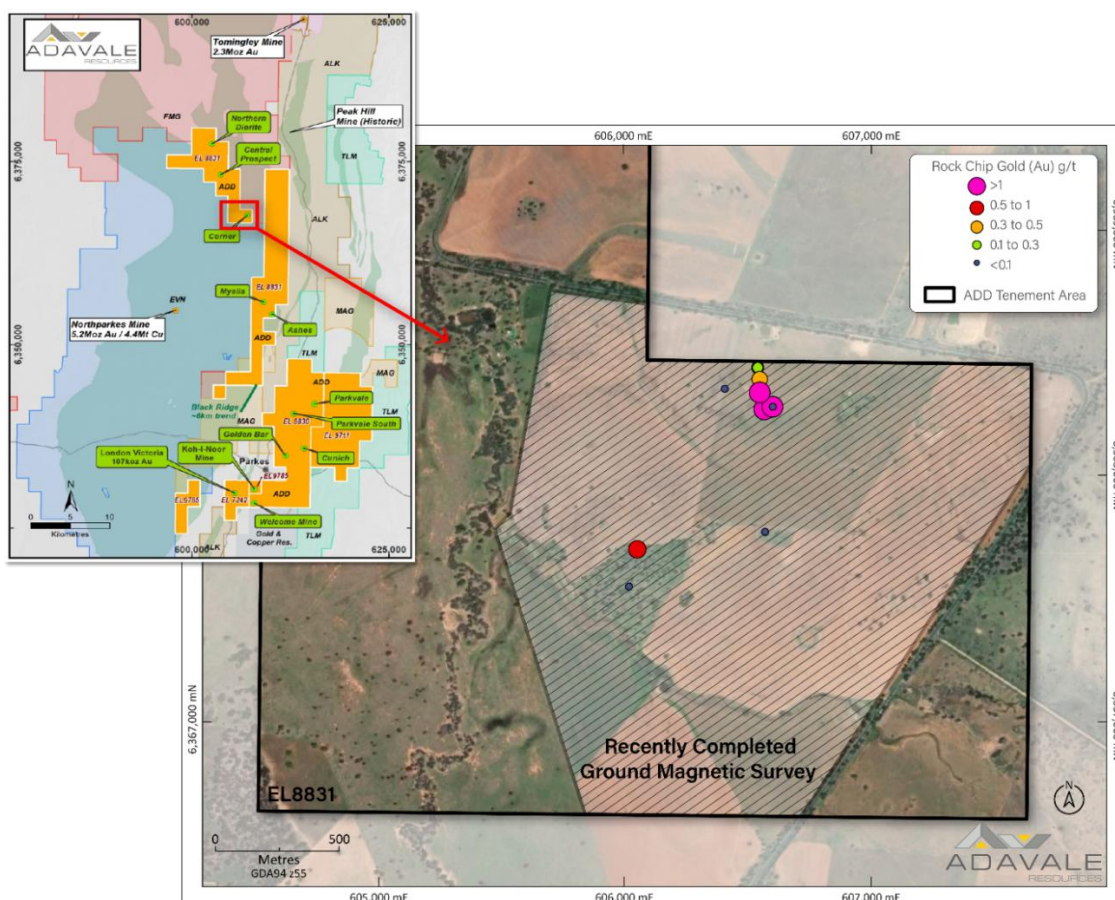 ADAVALE
RESOURCES
600,000
625,000
Tomingley Mine
2.3Moz Au
ALK
FMG
Northern
Diorite
Peak Hill
Mine (Historic)
6,375,000
EL 8831
Central
Prospect
TLM
6,375,000
ADD
ALK
Corner
Myalla
EL 8831
EVN
Northparkes Mine
5.2Moz Au / 4.4Mt Cu
Ashes
MAG
6,350,000
ADD
TLM
6,350,000
ADD
MAG
Black Ridge
~6km trend
Parkvale
TLM
MAG
EL 8830
Parkvale South
Golden Bar
EL 9711
London Victoria
107koz Au
Koh-I-Noor
Mine
Parkes
Cunich
EL9785
N
EL 7242
ADD
Welcome Mine
0 5 10
Kilometres
ALK
Gold &
Copper Res.
TLM
600,000
625,000
606,000 mE
607,000 mE
Rock Chip Gold (Au) g/t
>1
0.5 to 1
0.3 to 0.5
0.1 to 0.3
<0.1
ADD Tenement Area
6,367,000 mN
Recently Completed
Ground Magnetic Survey
EL8831
N
0 500
Metres
GDA94 z55
ADAVALE
RESOURCES
605,000 mE
606,000 mE
607,000 mE